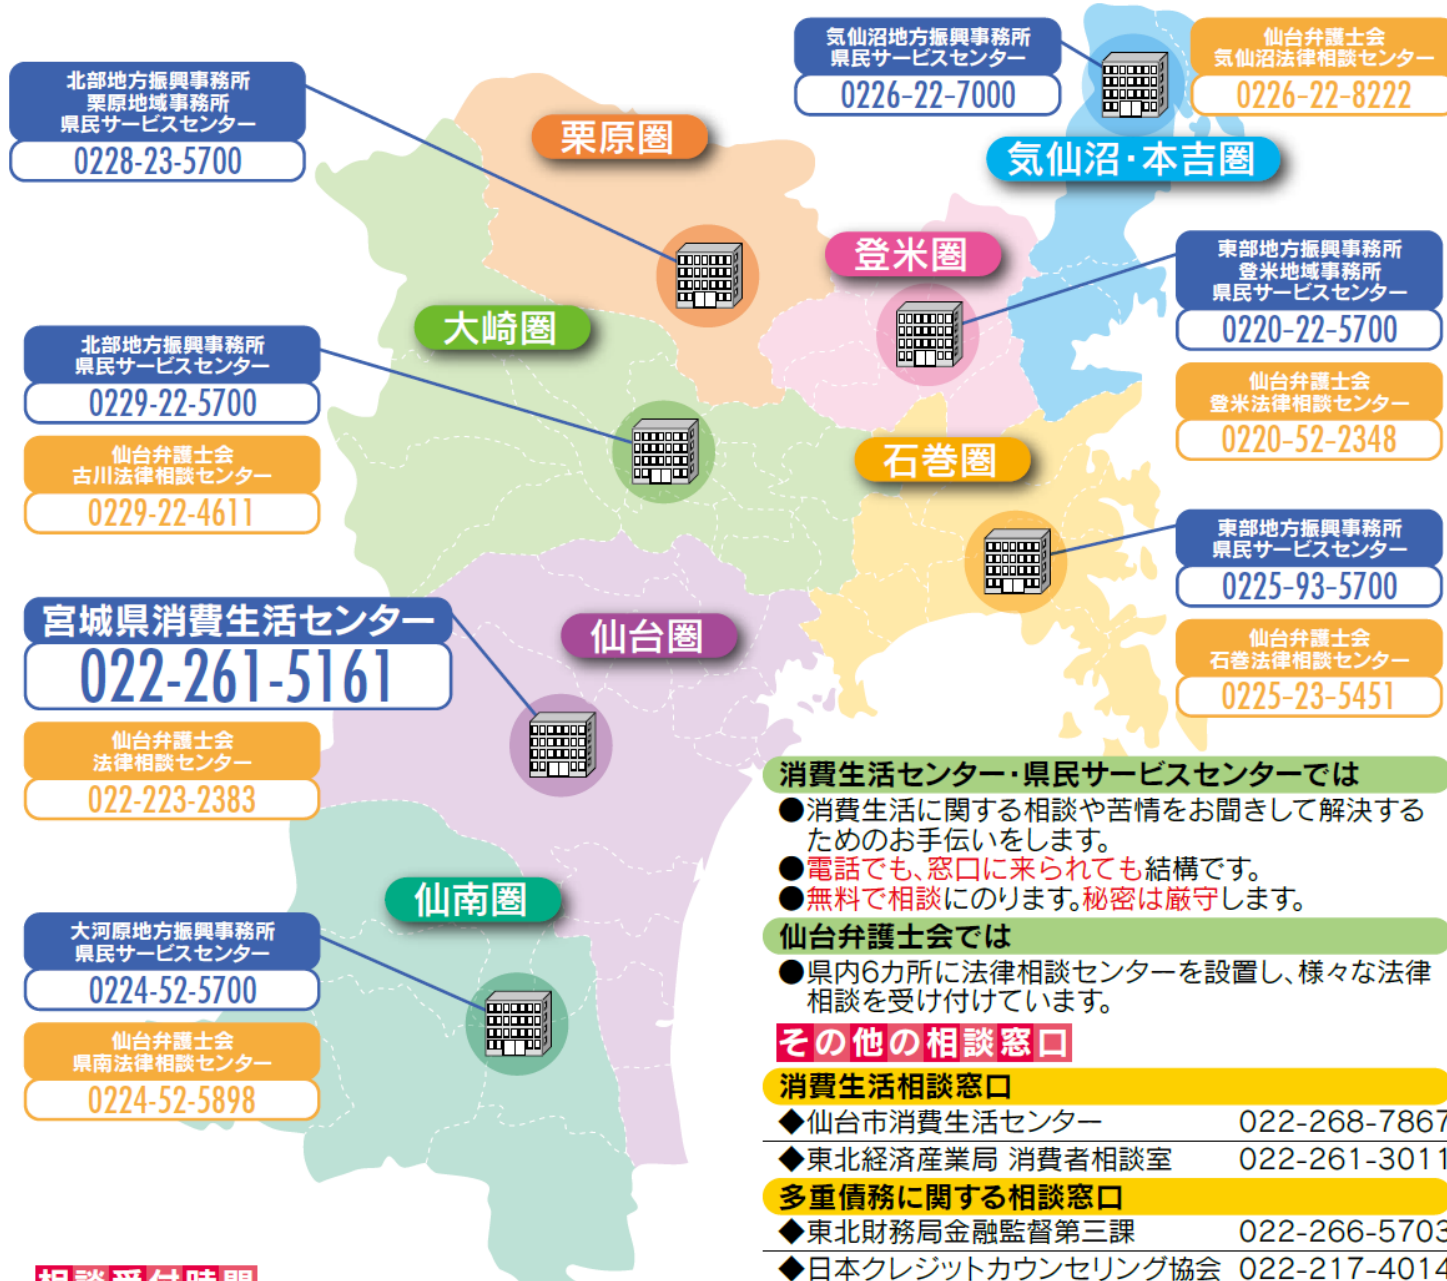 気仙沼地方振興事務所
県民サービスセンター
0226-22-7000
仙台弁護士会
気仙沼法律相談センター
0226-22-8222
気仙沼・本吉圏
北部地方振興事務所
栗原地域事務所
県民サービスセンター
0228-23-5700
栗原圏
登米圏
東部地方振興事務所
登米地域事務所
県民サービスセンター
0220-22-5700
仙台弁護士会
登米法律相談センター
0220-52-2348
大崎圏
北部地方振興事務所
県民サービスセンター
0229-22-5700
仙台弁護士会
古川法律相談センター
0229-22-4611
石巻圏
東部地方振興事務所
県民サービスセンター
0225-93-5700
仙台弁護士会
石巻法律相談センター
0225-23-5451
宮城県消費生活センター
022-261-5161
仙台圏
仙台弁護士会
法律相談センター
022-223-2383
仙南圏
大河原地方振興事務所
県民サービスセンター
0224-52-5700
仙台弁護士会
県南法律相談センター
0224-52-5898
消費生活センター・県民サービスセンターでは
●消費生活に関する相談や苦情をお聞きして解決する
ためのお手伝いをします。
●電話でも、窓口に来られても結構です。
●無料で相談にのります。秘密は厳守します。
仙台弁護士会では
●県内6カ所に法律相談センターを設置し、様々な法律
相談を受け付けています。
その他の相談窓口
消費生活相談窓口
◆仙台市消費生活センター 022-268-7867
◆東北経済産業局 消費者相談室 022-261-3011
多重債務に関する相談窓口
◆東北財務局金融監督第三課 022-266-5703
◆日本クレジットカウンセリング協会 022-217-4014
相談受付時間